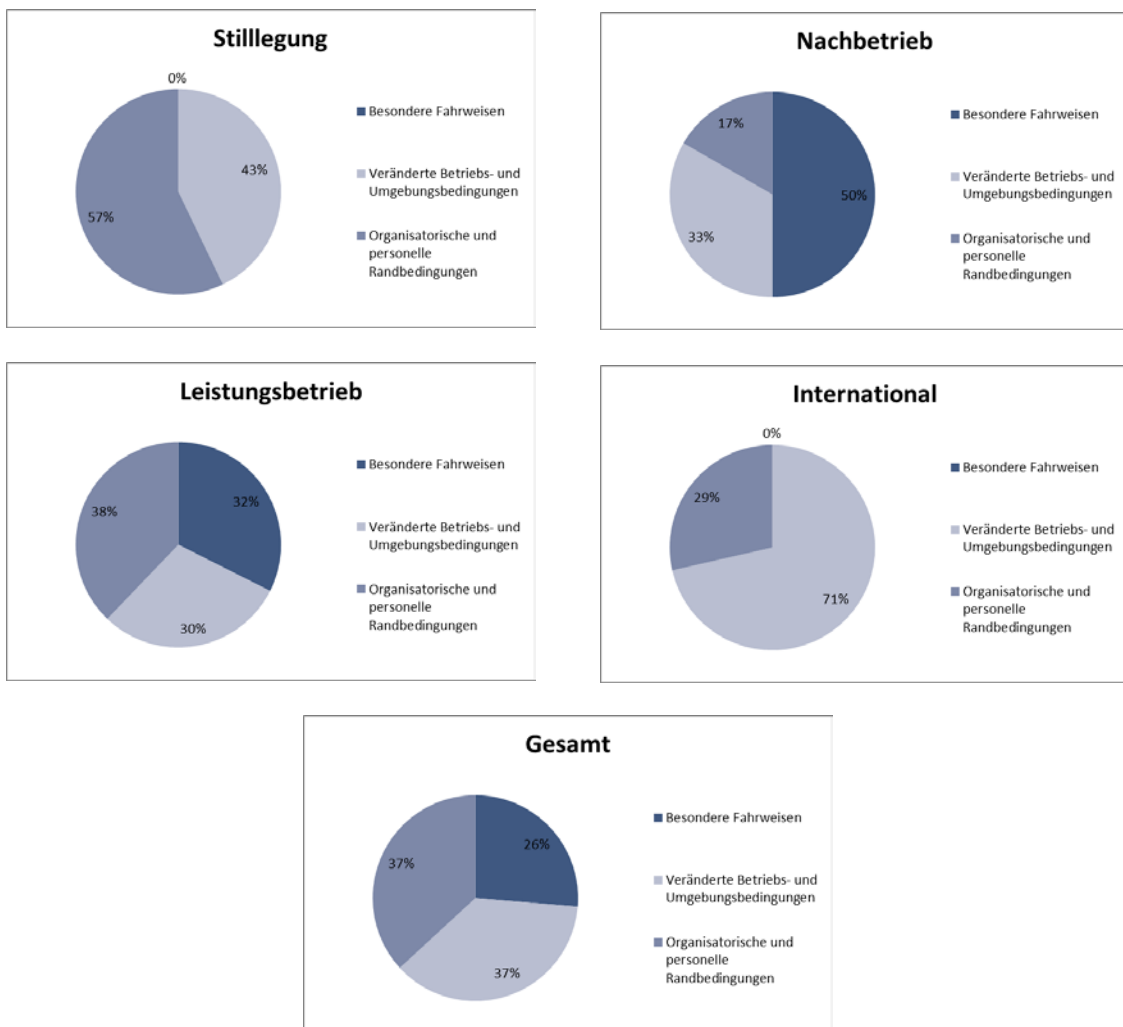 Stilllegung
0%
43%
57%
Besondere Fahrweisen
Veränderte Betriebs- und
Umgebungsbedingungen
Organisatorische und
personelle
Randbedingungen
Nachbetrieb
17%
50%
33%
Besondere Fahrweisen
Veränderte Betriebs- und
Umgebungsbedingungen
Organisatorische und
personelle
Randbedingungen
Leistungsbetrieb
32%
38%
30%
Besondere Fahrweisen
Veränderte Betriebs- und
Umgebungsbedingungen
Organisatorische und
personelle
Randbedingungen
International
0%
29%
71%
Besondere Fahrweisen
Veränderte Betriebs- und
Umgebungsbedingungen
Organisatorische und
personelle
Randbedingungen
Gesamt
26%
37%
37%
Besondere Fahrweisen
Veränderte Betriebs- und
Umgebungsbedingungen
Organisatorische und
personelle
Randbedingungen